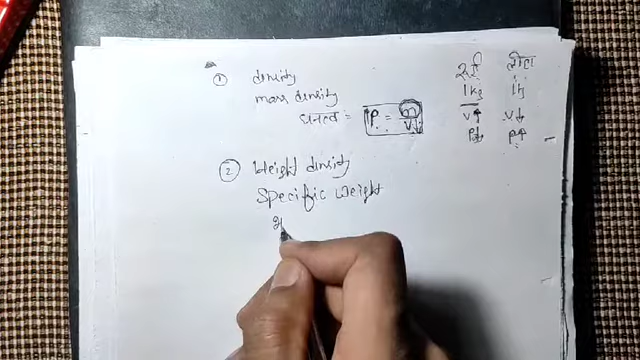 ① density
mass density
घनत्व = ρ = m/v↓
रूई लोहा
1kg 1kg
v↑ v↓
ρ↓ ρ↑
② Weight density
Specific weight